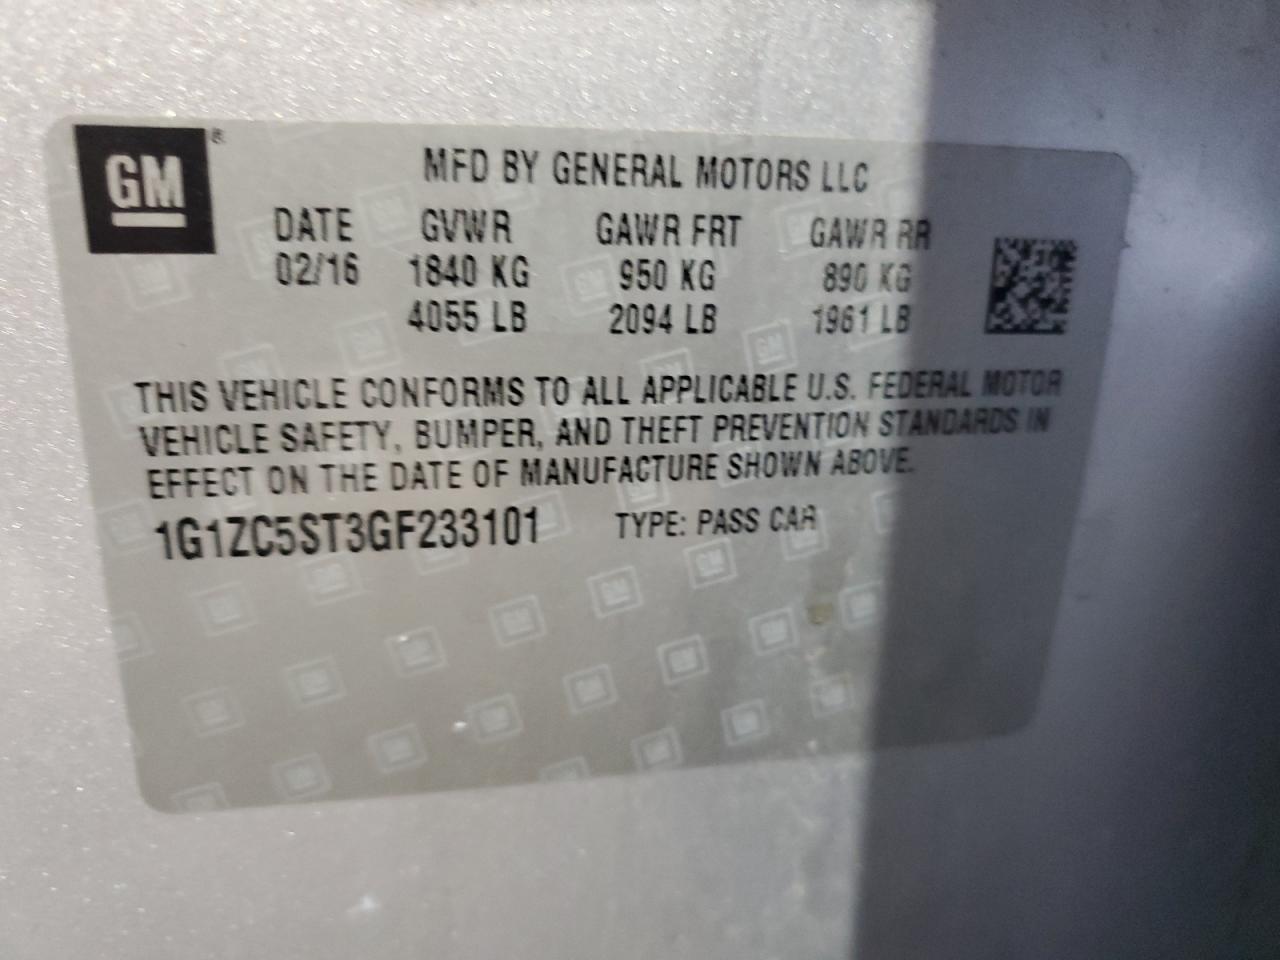 GM ®
MFD BY GENERAL MOTORS LLC
DATE GVWR GAWR FRT GAWR RR
02/16 1840 KG 950 KG 890 KG
4055 LB 2094 LB 1961 LB
THIS VEHICLE CONFORMS TO ALL APPLICABLE U.S. FEDERAL MOTOR
VEHICLE SAFETY, BUMPER, AND THEFT PREVENTION STANDARDS IN
EFFECT ON THE DATE OF MANUFACTURE SHOWN ABOVE.
1G1ZC5ST3GF233101 TYPE: PASS CAR